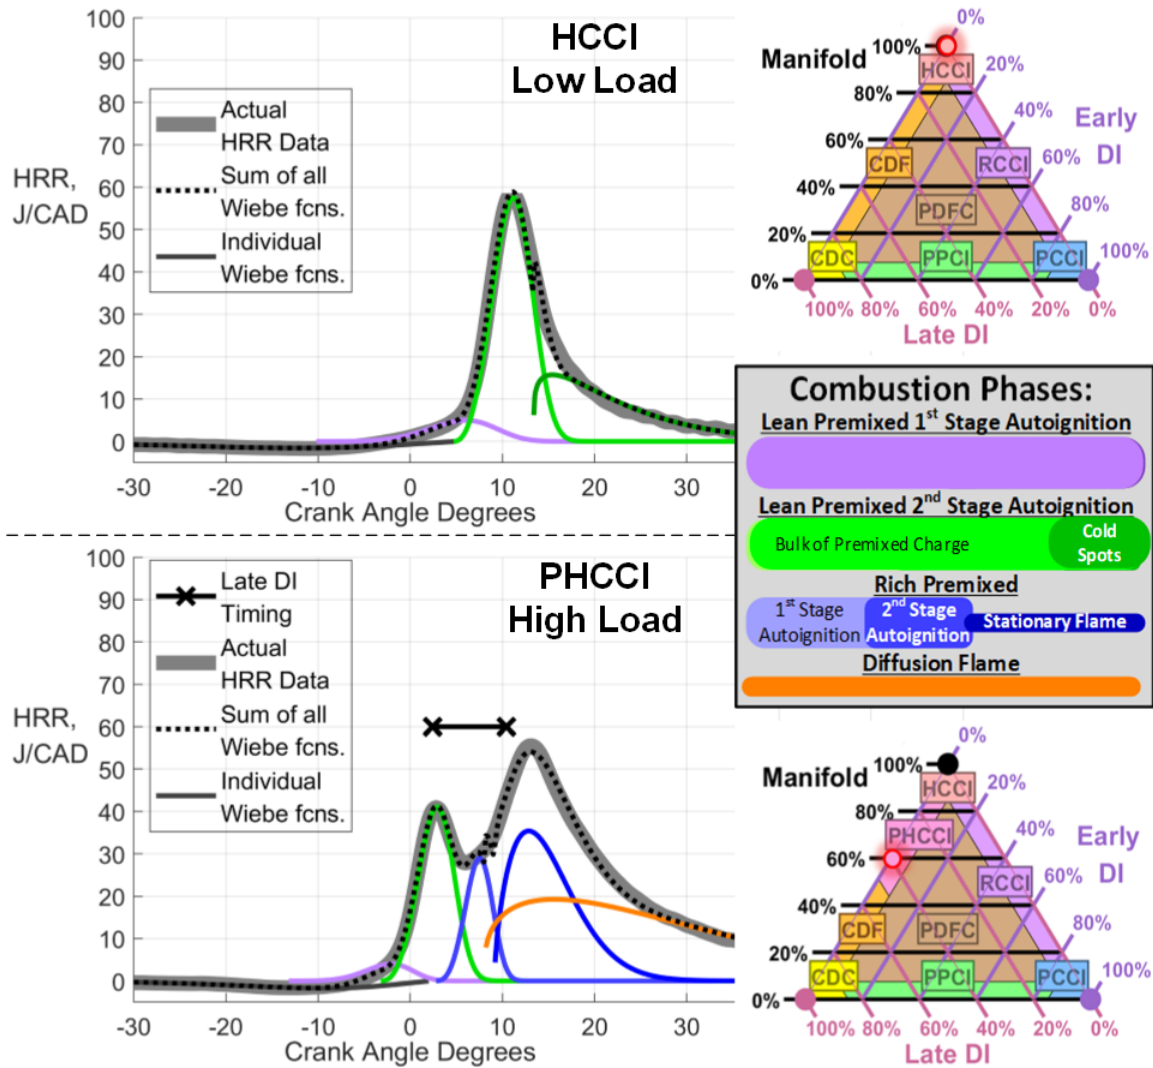 HCCI
Low Load
HRR,
J/CAD
100
90
80
70
60
50
40
30
20
10
0
Actual
HRR Data
Sum of all
Wiebe fcns.
Individual
Wiebe fcns.
-30 -20 -10 0 10 20 30
Crank Angle Degrees
Manifold
100%
80%
60%
40%
20%
0%
0%
20%
40%
60%
80%
100%
Early
DI
HCCI
CDF
RCCI
PDFC
CDC
PPCI
PCCI
100% 80% 60% 40% 20% 0%
Late DI
Combustion Phases:
Lean Premixed 1st Stage Autoignition
Lean Premixed 2nd Stage Autoignition
Bulk of Premixed Charge
Cold
Spots
Rich Premixed
1st Stage
Autoignition
2nd Stage
Autoignition
Stationary Flame
Diffusion Flame
PHCCI
High Load
HRR,
J/CAD
100
90
80
70
60
50
40
30
20
10
0
Late DI
Timing
Actual
HRR Data
Sum of all
Wiebe fcns.
Individual
Wiebe fcns.
-30 -20 -10 0 10 20 30
Crank Angle Degrees
Manifold
100%
80%
60%
40%
20%
0%
0%
20%
40%
60%
80%
100%
Early
DI
HCCI
PHCCI
RCCI
CDF
PDFC
CDC
PPCI
PCCI
100% 80% 60% 40% 20% 0%
Late DI